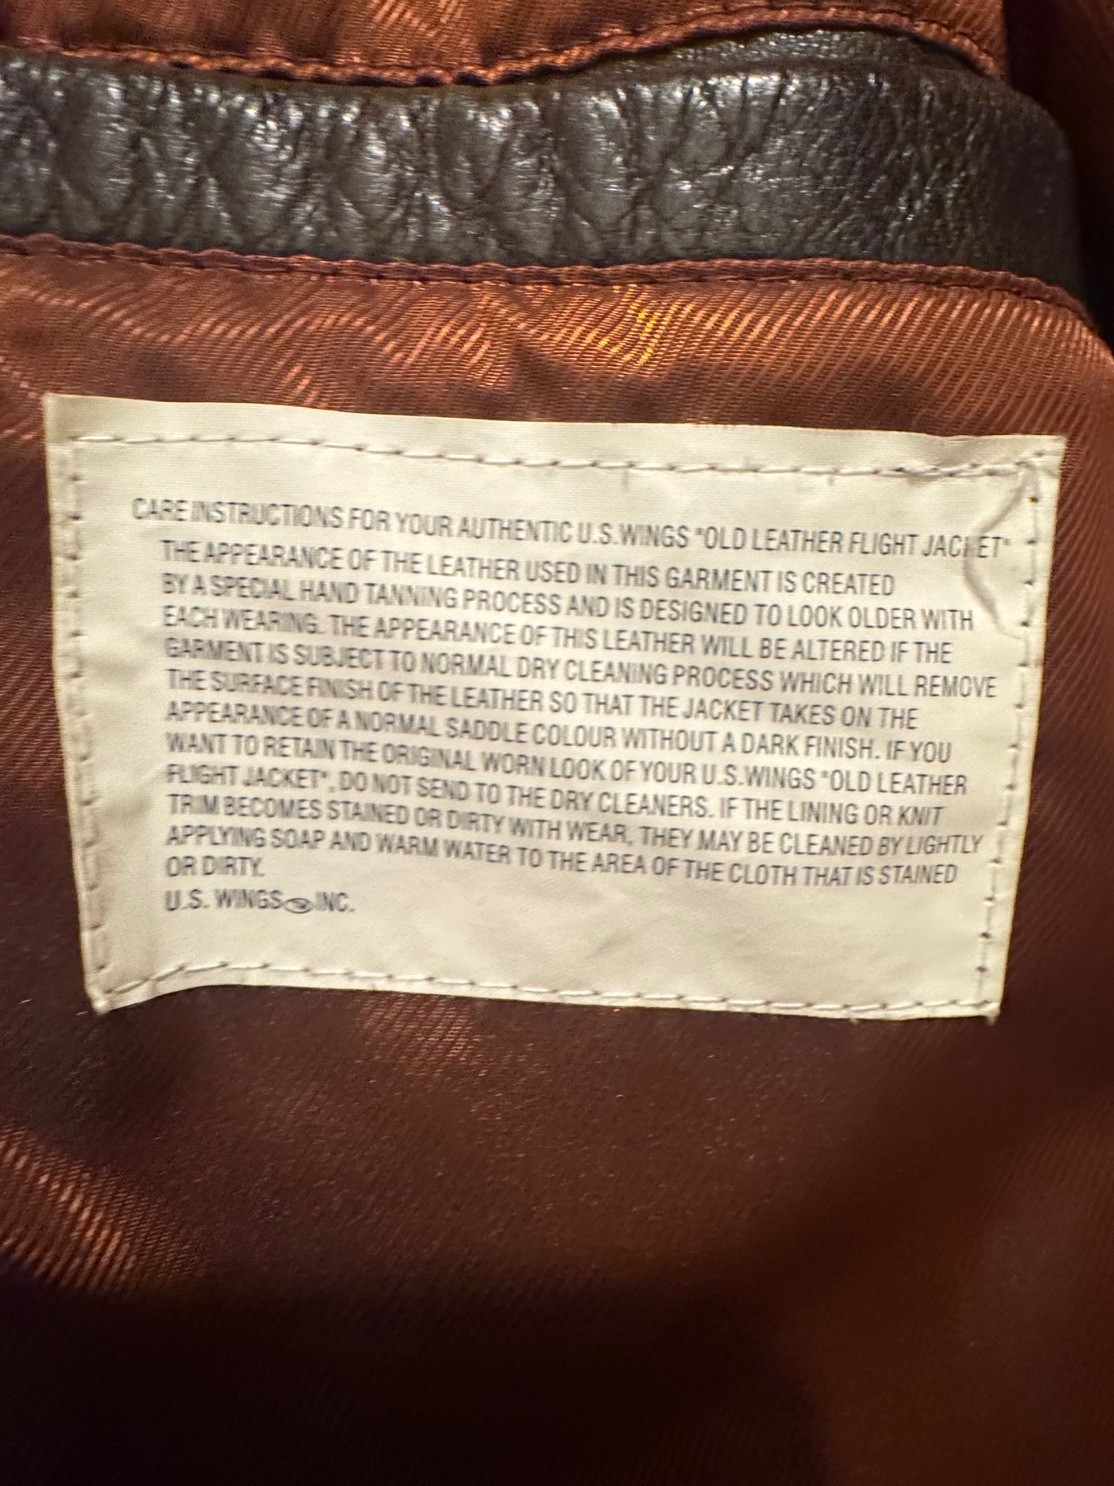 CARE INSTRUCTIONS FOR YOUR AUTHENTIC U.S.WINGS "OLD LEATHER FLIGHT JACKET"
THE APPEARANCE OF THE LEATHER USED IN THIS GARMENT IS CREATED
BY A SPECIAL HAND TANNING PROCESS AND IS DESIGNED TO LOOK OLDER WITH
EACH WEARING. THE APPEARANCE OF THIS LEATHER WILL BE ALTERED IF THE
GARMENT IS SUBJECT TO NORMAL DRY CLEANING PROCESS WHICH WILL REMOVE
THE SURFACE FINISH OF THE LEATHER SO THAT THE JACKET TAKES ON THE
APPEARANCE OF A NORMAL SADDLE COLOUR WITHOUT A DARK FINISH. IF YOU
WANT TO RETAIN THE ORIGINAL WORN LOOK OF YOUR U.S.WINGS "OLD LEATHER
FLIGHT JACKET", DO NOT SEND TO THE DRY CLEANERS. IF THE LINING OR KNIT
TRIM BECOMES STAINED OR DIRTY WITH WEAR, THEY MAY BE CLEANED BY LIGHTLY
APPLYING SOAP AND WARM WATER TO THE AREA OF THE CLOTH THAT IS STAINED
OR DIRTY.
U.S. WINGS INC.